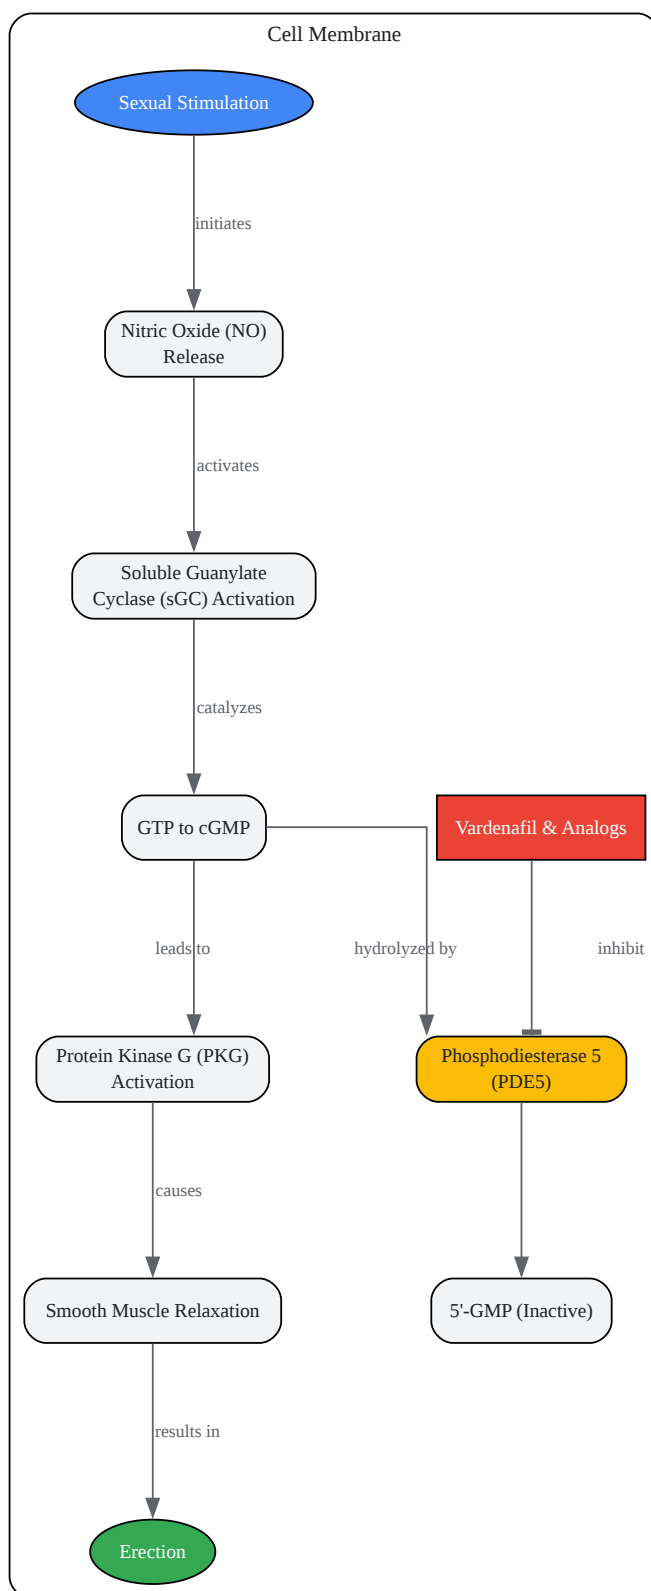 Cell Membrane
Sexual Stimulation
initiates
Nitric Oxide (NO)
Release
activates
Soluble Guanylate
Cyclase (sGC) Activation
catalyzes
GTP to cGMP
Vardenafil & Analogs
leads to
hydrolyzed by
inhibit
Protein Kinase G (PKG)
Activation
Phosphodiesterase 5
(PDE5)
causes
Smooth Muscle Relaxation
5'-GMP (Inactive)
results in
Erection